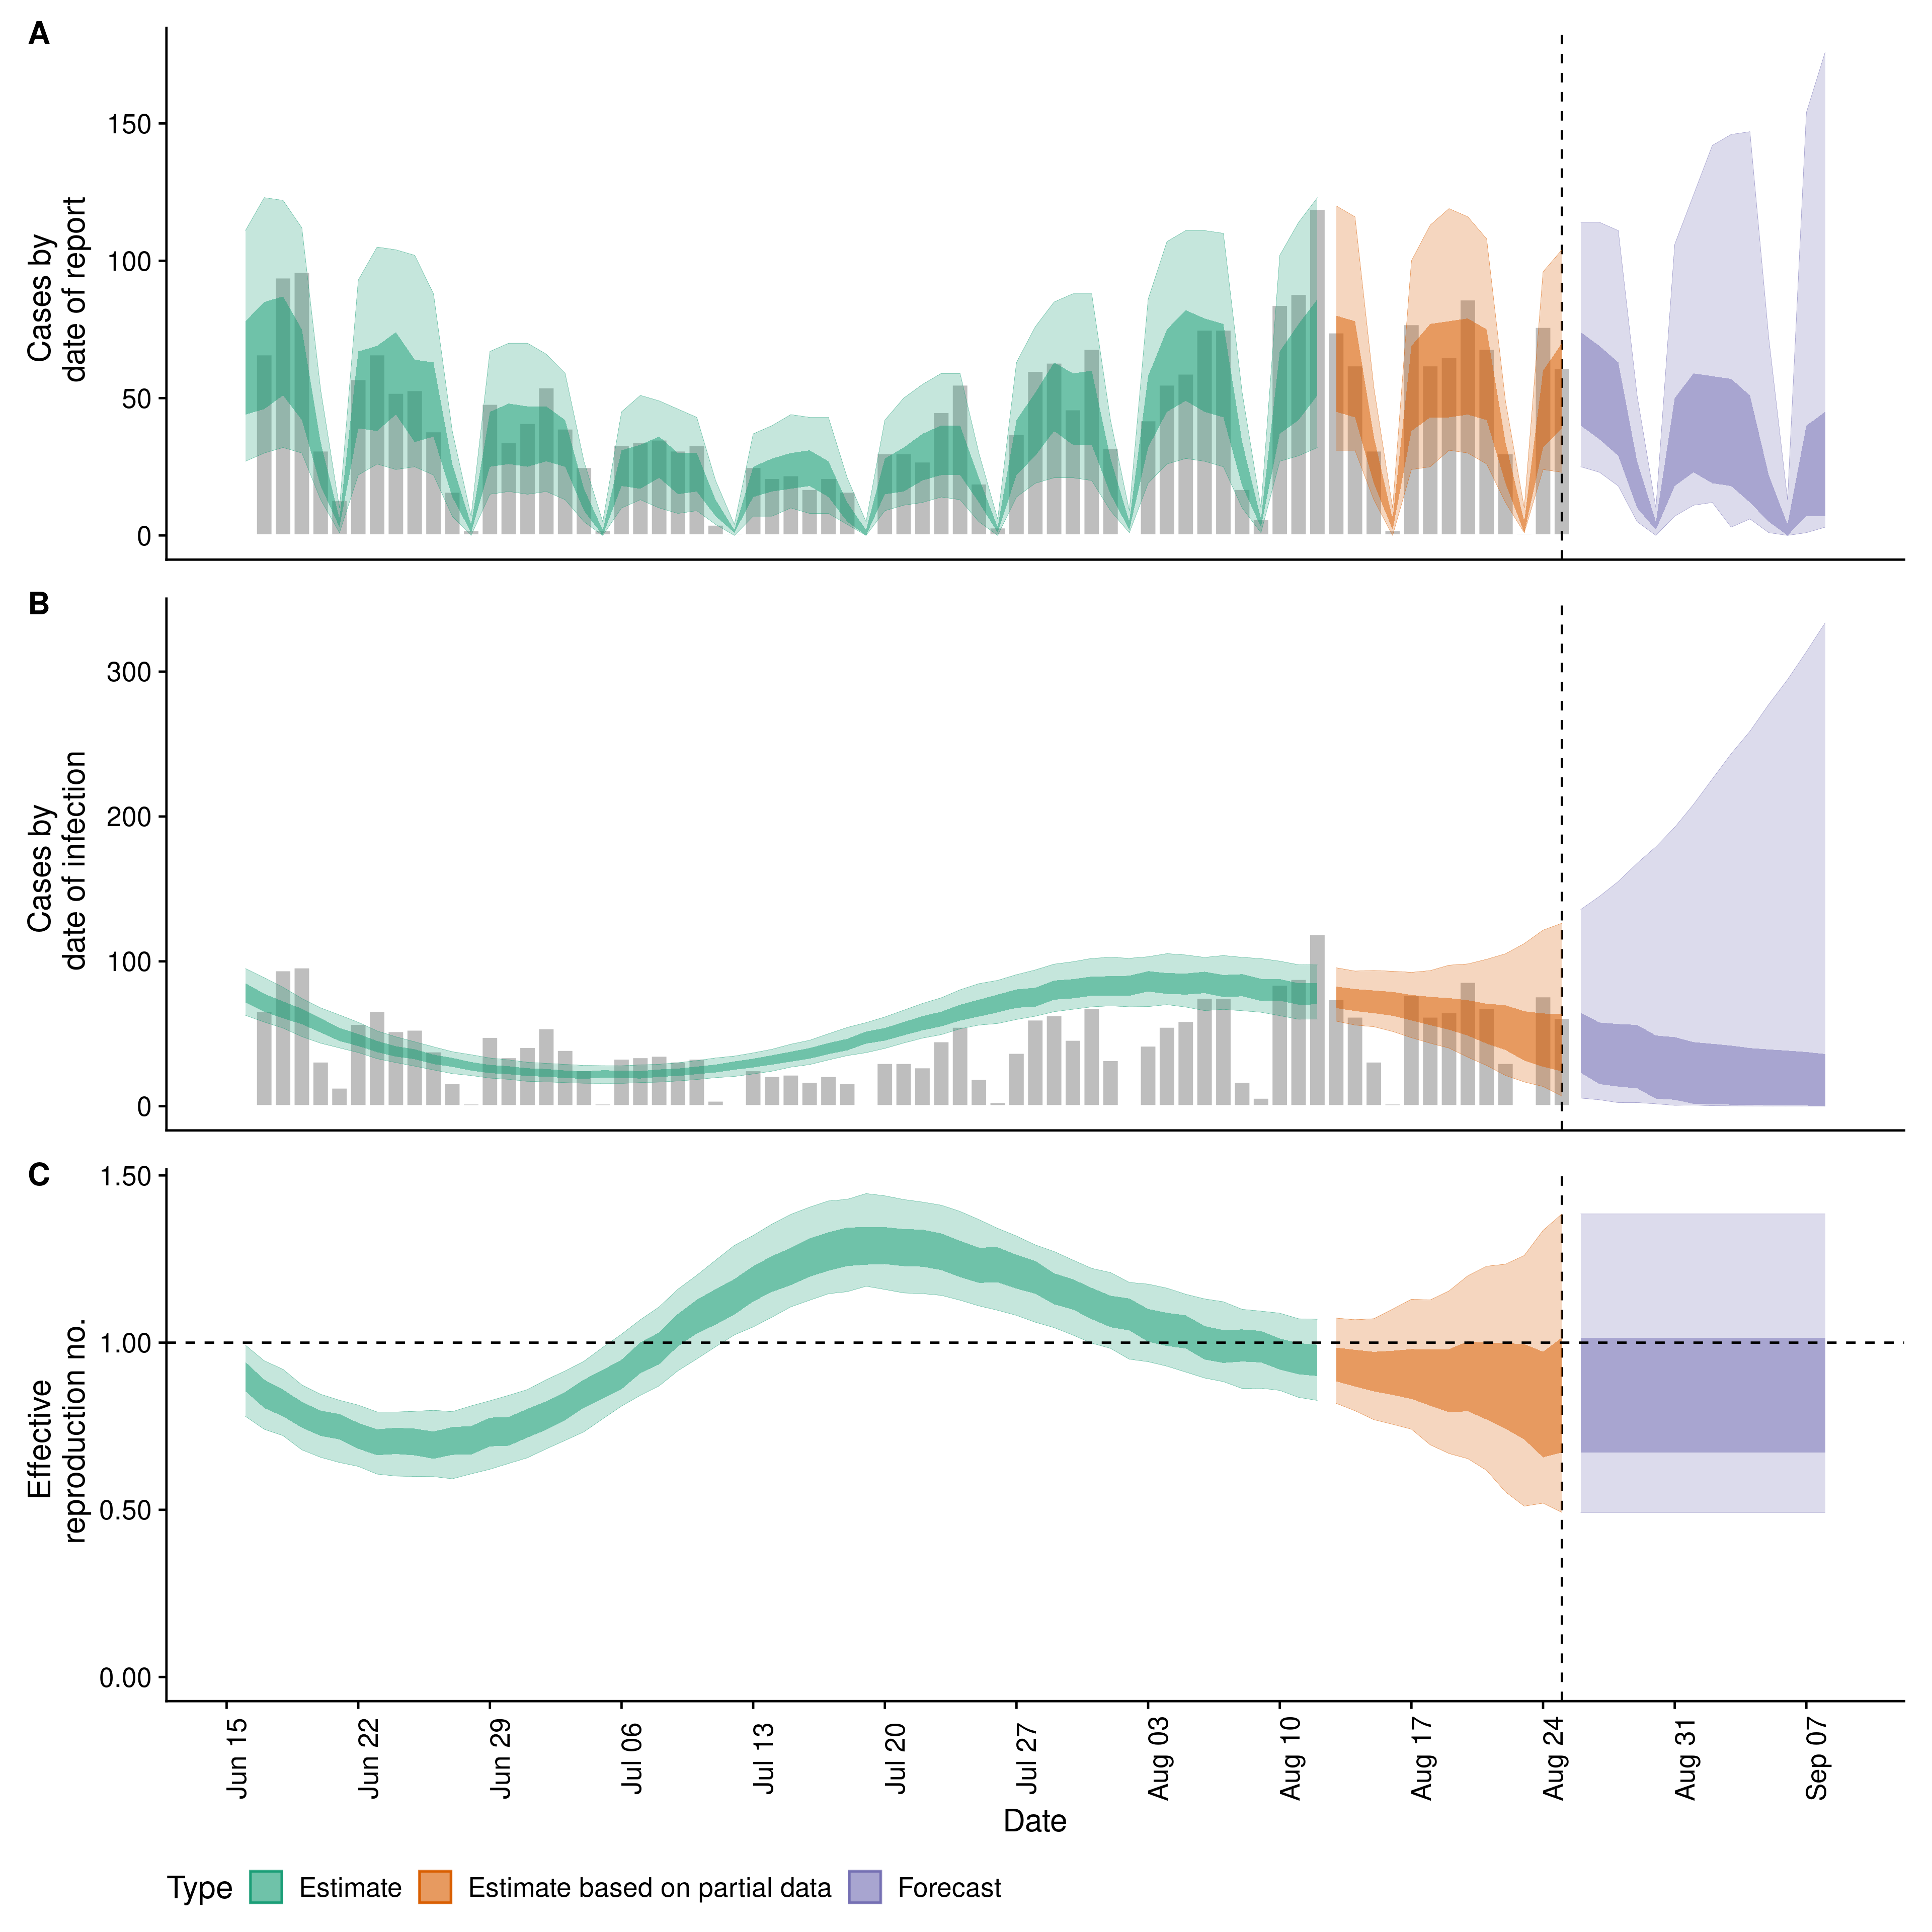 A
Cases by
date of report
150
100
50
0
B
Cases by
date of infection
300
200
100
0
C
Effective
reproduction no.
1.50
1.00
0.50
0.00
Jun 15
Jun 22
Jun 29
Jul 06
Jul 13
Jul 20
Jul 27
Aug 03
Aug 10
Aug 17
Aug 24
Aug 31
Sep 07
Date
Type Estimate Estimate based on partial data Forecast